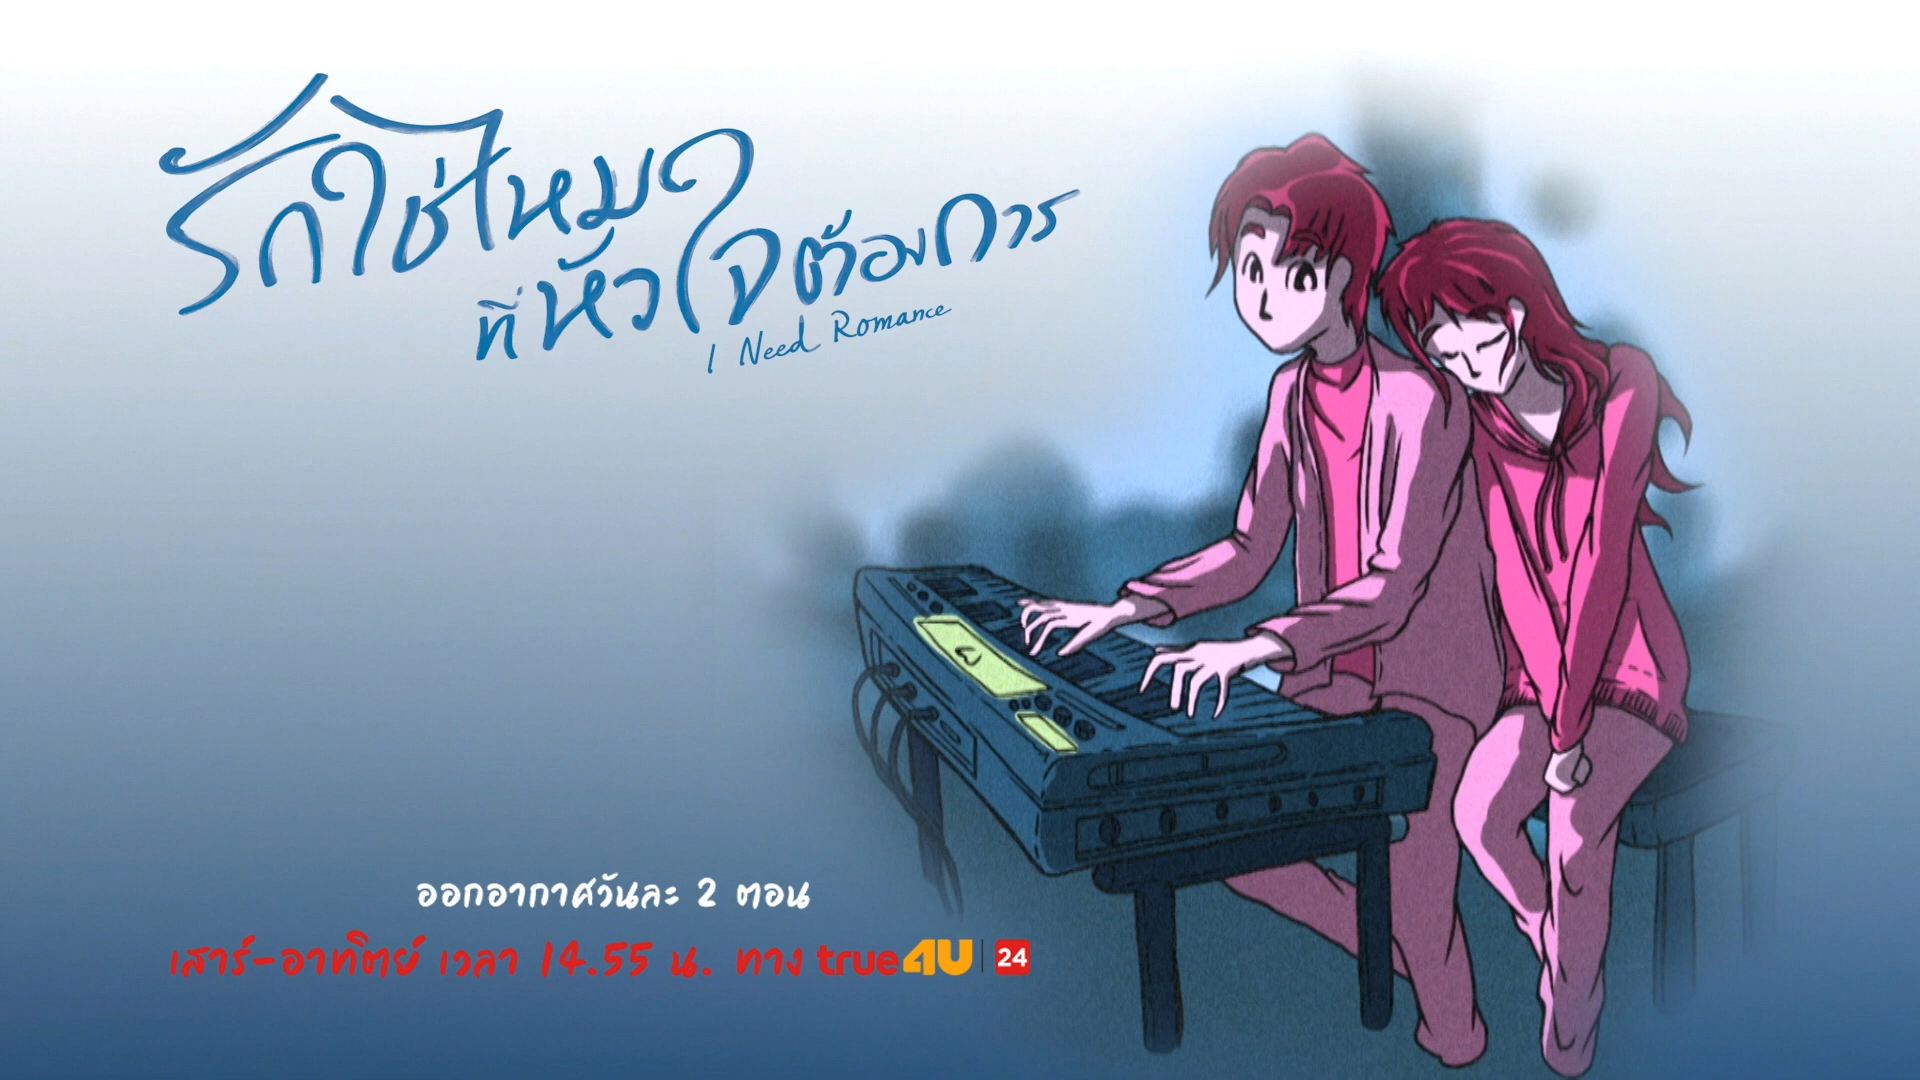 รักใช่ไหม
ที่หัวใจต้องการ
I Need Romance
ออกอากาศวันละ 2 ตอน
เสาร์-อาทิตย์ เวลา 14.55 น. ทาง true4U 24